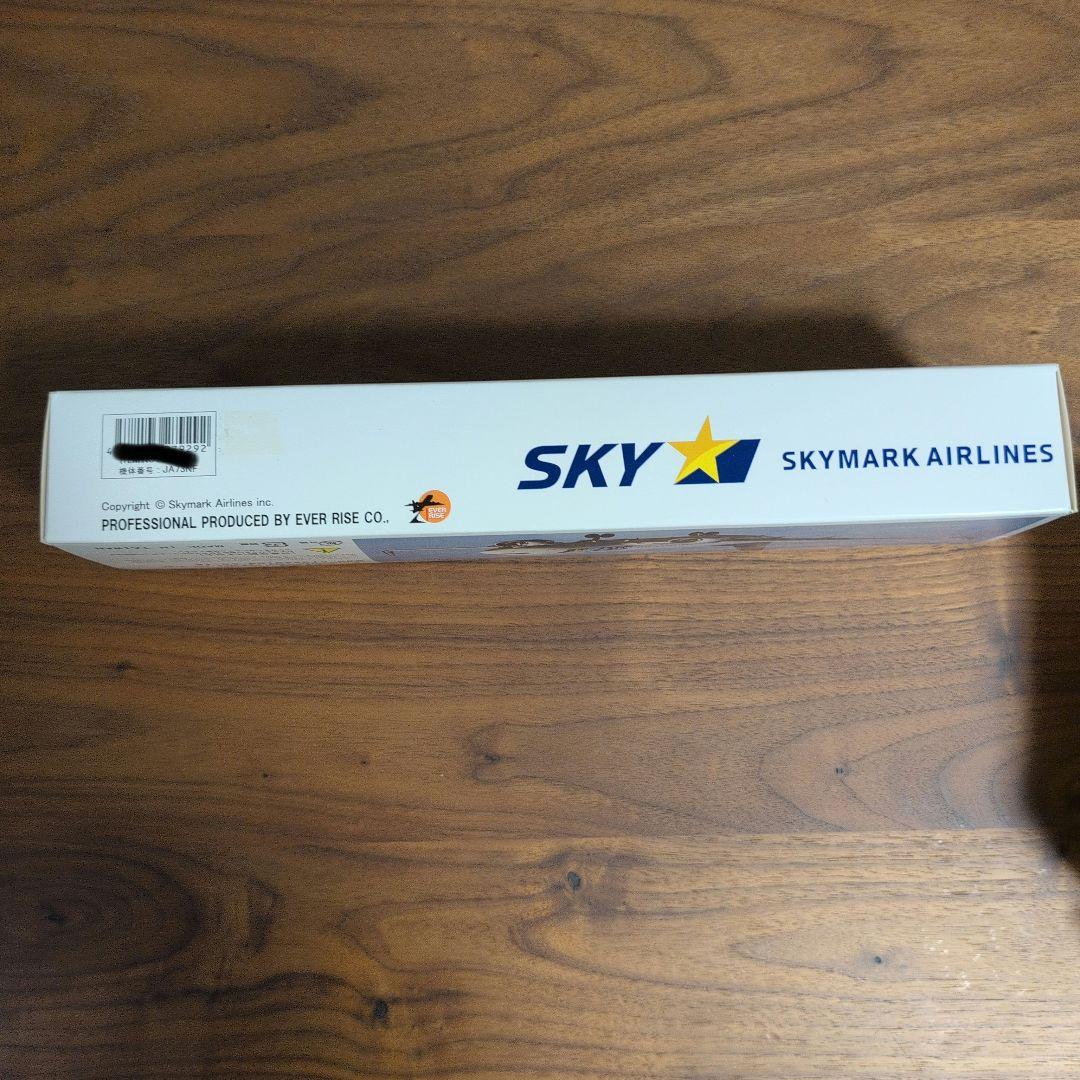 機体番号 : JA73NF
Copyright © Skymark Airlines inc.
PROFESSIONAL PRODUCED BY EVER RISE CO.,
EVER
RISE
SKY
SKYMARK AIRLINES